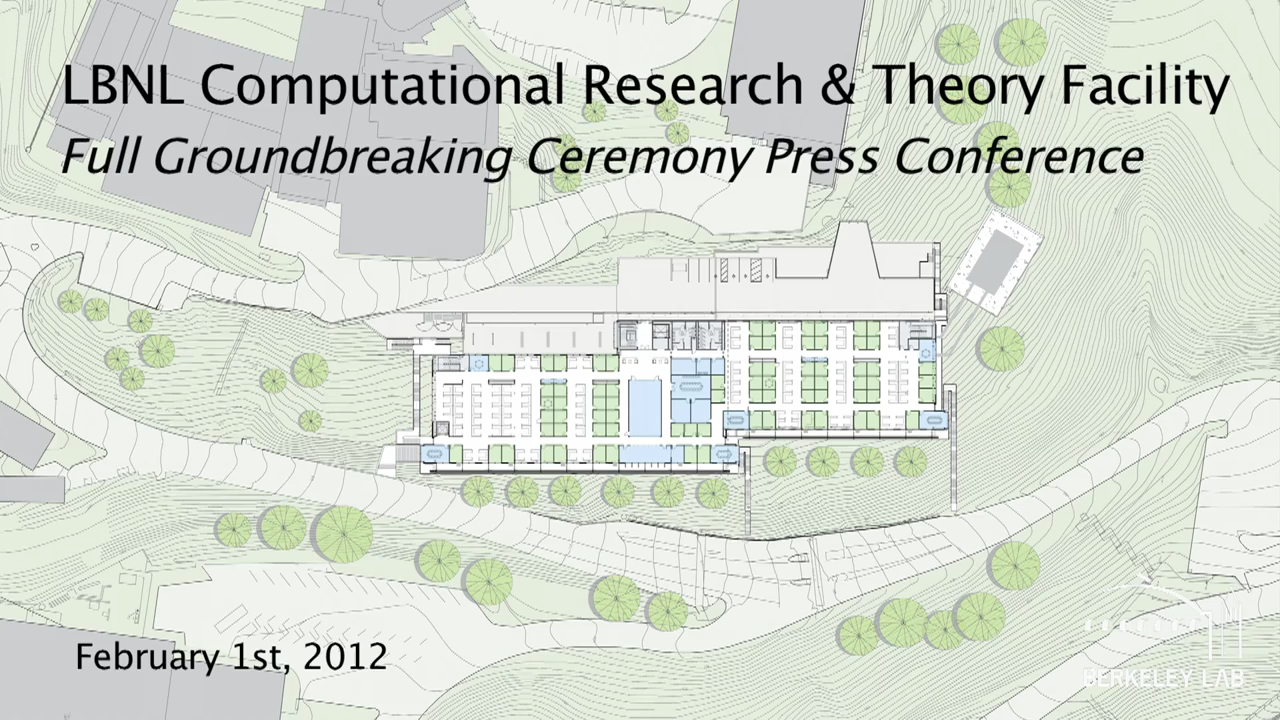 LBNL Computational Research & Theory Facility
Full Groundbreaking Ceremony Press Conference
February 1st, 2012
BERKELEY LAB